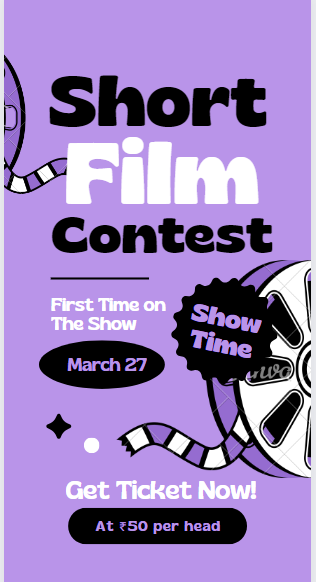 Short
Film
Contest
First Time on
The Show
Show
Time
March 27
Get Ticket Now!
At ₹50 per head